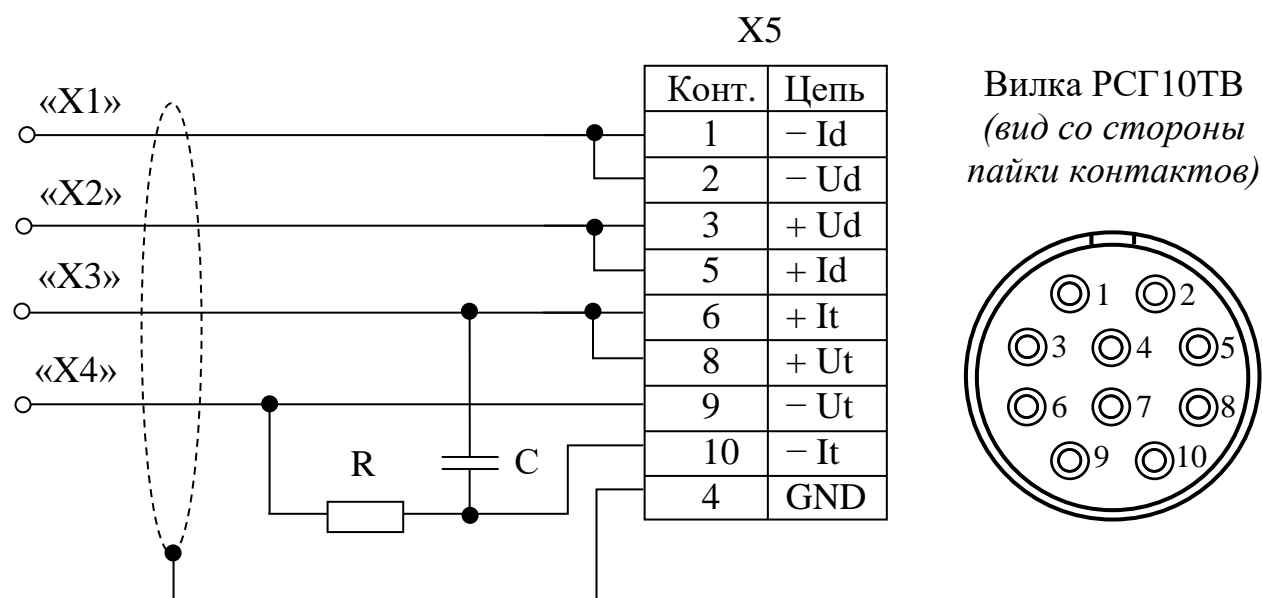 X5
Конт. Цепь
«X1»
1 − Id
2 − Ud
«X2»
3 + Ud
5 + Id
«X3»
6 + It
8 + Ut
«X4»
9 − Ut
10 − It
4 GND
R
C
Вилка РСГ10ТВ
(вид со стороны
пайки контактов)
1 2
3 4 5
6 7 8
9 10